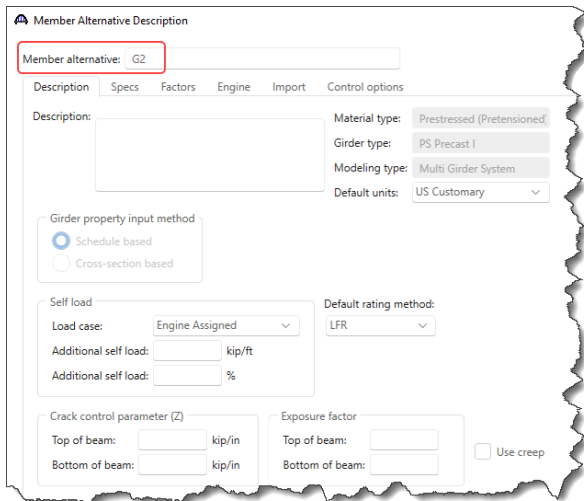 Member Alternative Description
Member alternative: G2
Description Specs Factors Engine Import Control options
Description:
Material type: Prestressed (Pretensioned)
Girder type: PS Precast I
Modeling type: Multi Girder System
Default units: US Customary
Girder property input method
Schedule based
Cross-section based
Self load
Load case: Engine Assigned
Additional self load: kip/ft
Additional self load: %
Default rating method:
LFR
Crack control parameter (Z)
Top of beam: kip/in
Bottom of beam: kip/in
Exposure factor
Top of beam:
Bottom of beam:
Use creep